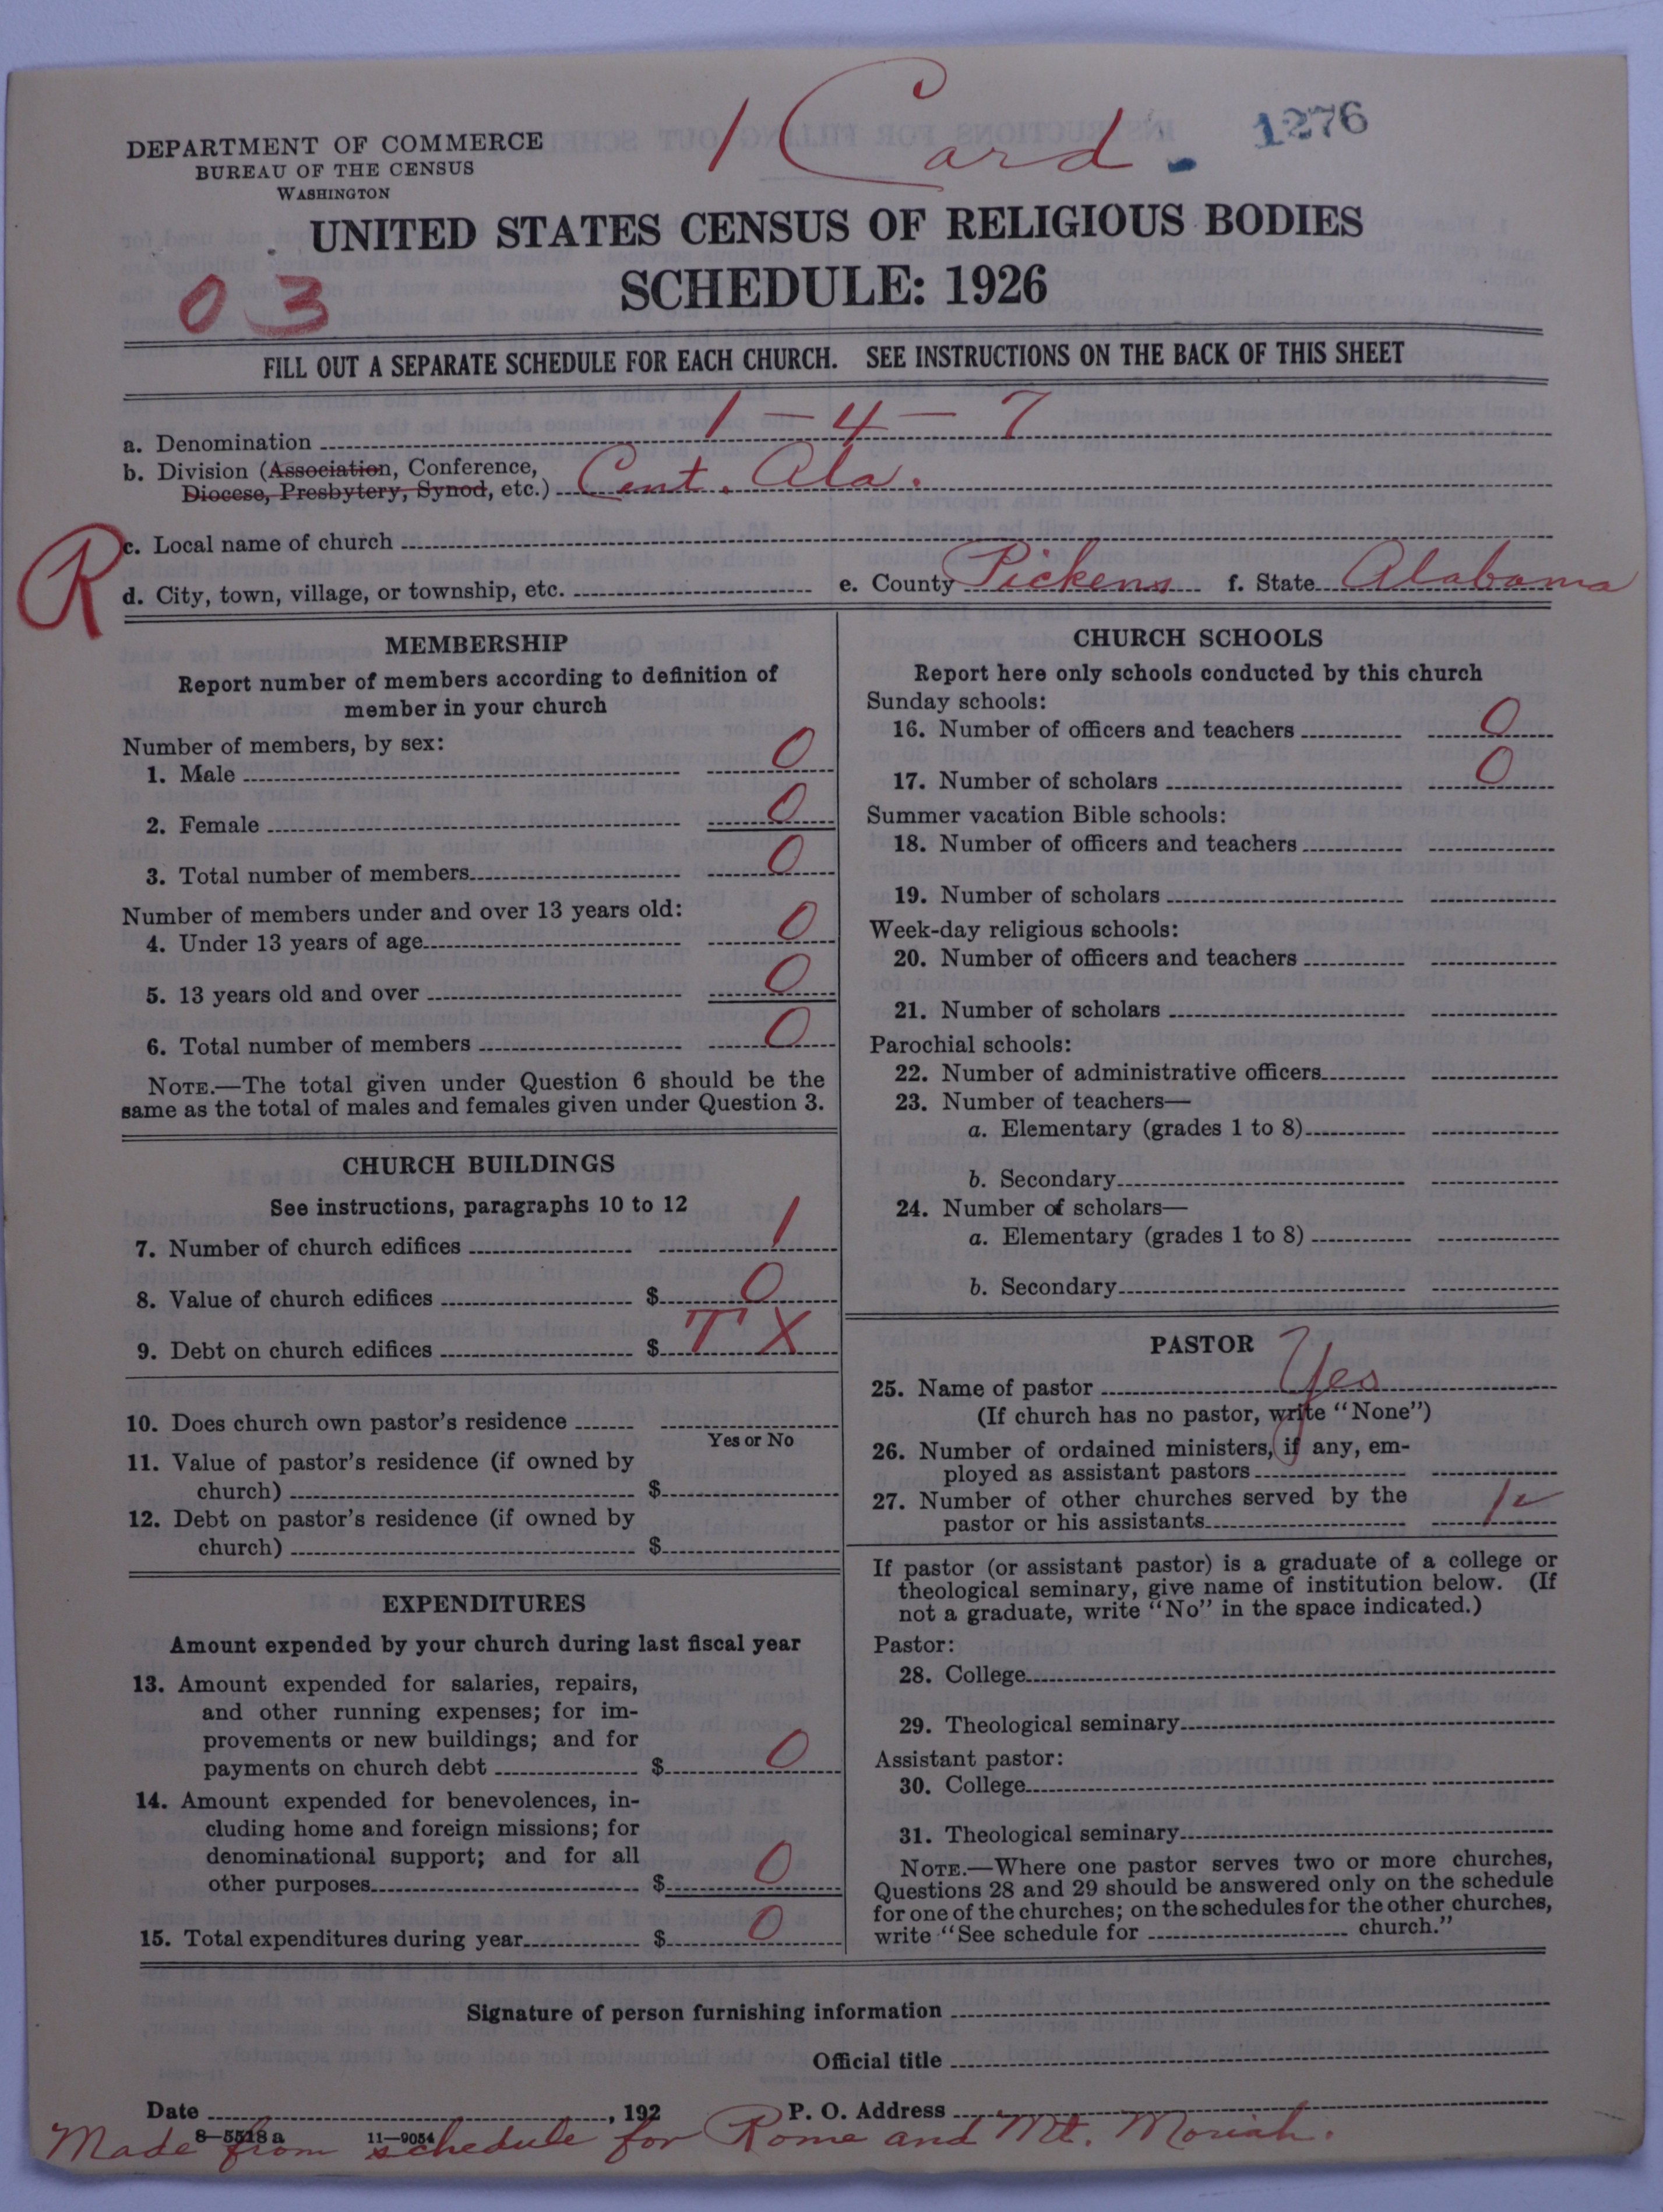 1 Card.
1276
DEPARTMENT OF COMMERCE
BUREAU OF THE CENSUS
WASHINGTON
UNITED STATES CENSUS OF RELIGIOUS BODIES
SCHEDULE: 1926
03
FILL OUT A SEPARATE SCHEDULE FOR EACH CHURCH. SEE INSTRUCTIONS ON THE BACK OF THIS SHEET
a. Denomination 1-4-7
b. Division (Association, Conference,
Diocese, Presbytery, Synod, etc.) Cent. Ala.
R
c. Local name of church
d. City, town, village, or township, etc. e. County Pickens f. State Alabama
MEMBERSHIP
Report number of members according to definition of
member in your church
Number of members, by sex:
1. Male 0
2. Female 0
3. Total number of members 0
Number of members under and over 13 years old:
4. Under 13 years of age 0
5. 13 years old and over 0
6. Total number of members 0
NOTE.—The total given under Question 6 should be the
same as the total of males and females given under Question 3.
CHURCH BUILDINGS
See instructions, paragraphs 10 to 12
7. Number of church edifices 1
8. Value of church edifices $ 0
9. Debt on church edifices $ TX
10. Does church own pastor's residence
Yes or No
11. Value of pastor's residence (if owned by
church) $
12. Debt on pastor's residence (if owned by
church) $
EXPENDITURES
Amount expended by your church during last fiscal year
13. Amount expended for salaries, repairs,
and other running expenses; for im-
provements or new buildings; and for
payments on church debt $ 0
14. Amount expended for benevolences, in-
cluding home and foreign missions; for
denominational support; and for all
other purposes $ 0
15. Total expenditures during year $ 0
CHURCH SCHOOLS
Report here only schools conducted by this church
Sunday schools:
16. Number of officers and teachers 0
17. Number of scholars 0
Summer vacation Bible schools:
18. Number of officers and teachers
19. Number of scholars
Week-day religious schools:
20. Number of officers and teachers
21. Number of scholars
Parochial schools:
22. Number of administrative officers
23. Number of teachers—
a. Elementary (grades 1 to 8)
b. Secondary
24. Number of scholars—
a. Elementary (grades 1 to 8)
b. Secondary
PASTOR
25. Name of pastor Yes
(If church has no pastor, write "None")
26. Number of ordained ministers, if any, em-
ployed as assistant pastors
27. Number of other churches served by the
pastor or his assistants 1
If pastor (or assistant pastor) is a graduate of a college or
theological seminary, give name of institution below. (If
not a graduate, write "No" in the space indicated.)
Pastor:
28. College
29. Theological seminary
Assistant pastor:
30. College
31. Theological seminary
NOTE.—Where one pastor serves two or more churches,
Questions 28 and 29 should be answered only on the schedule
for one of the churches; on the schedules for the other churches,
write "See schedule for church."
Signature of person furnishing information
Official title
Date , 192 P. O. Address
8—5518 a 11—9054
Made from schedule for Rome and Mt. Moriah.